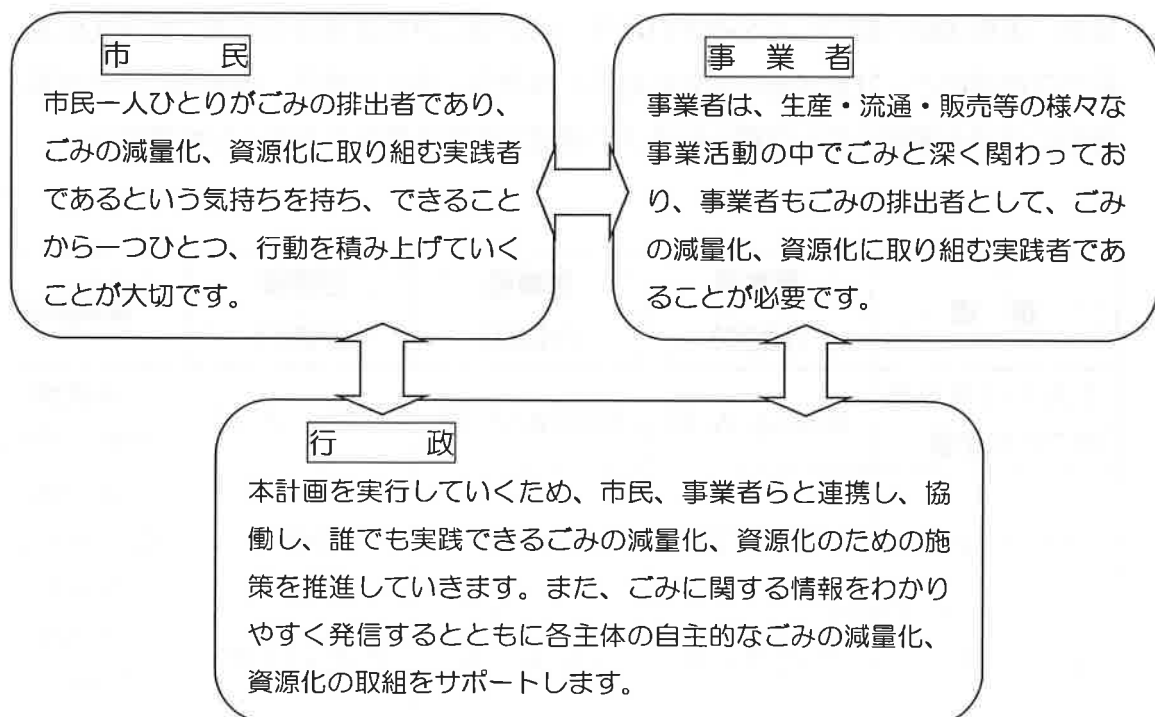 市　　　民
市民一人ひとりがごみの排出者であり、
ごみの減量化、資源化に取り組む実践者
であるという気持ちを持ち、できること
から一つひとつ、行動を積み上げていく
ことが大切です。
事　業　者
事業者は、生産・流通・販売等の様々な
事業活動の中でごみと深く関わってお
り、事業者もごみの排出者として、ごみ
の減量化、資源化に取り組む実践者であ
ることが必要です。
行　　　政
本計画を実行していくため、市民、事業者らと連携し、協
働し、誰でも実践できるごみの減量化、資源化のための施
策を推進していきます。また、ごみに関する情報をわかり
やすく発信するとともに各主体の自主的なごみの減量化、
資源化の取組をサポートします。